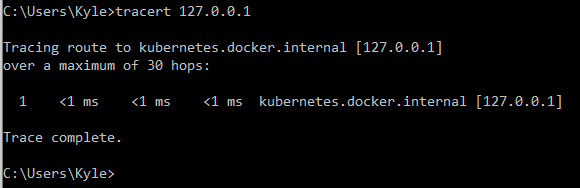 C:\Users\Kyle>tracert 127.0.0.1
Tracing route to kubernetes.docker.internal [127.0.0.1]
over a maximum of 30 hops:
1 <1 ms <1 ms <1 ms kubernetes.docker.internal [127.0.0.1]
Trace complete.
C:\Users\Kyle>